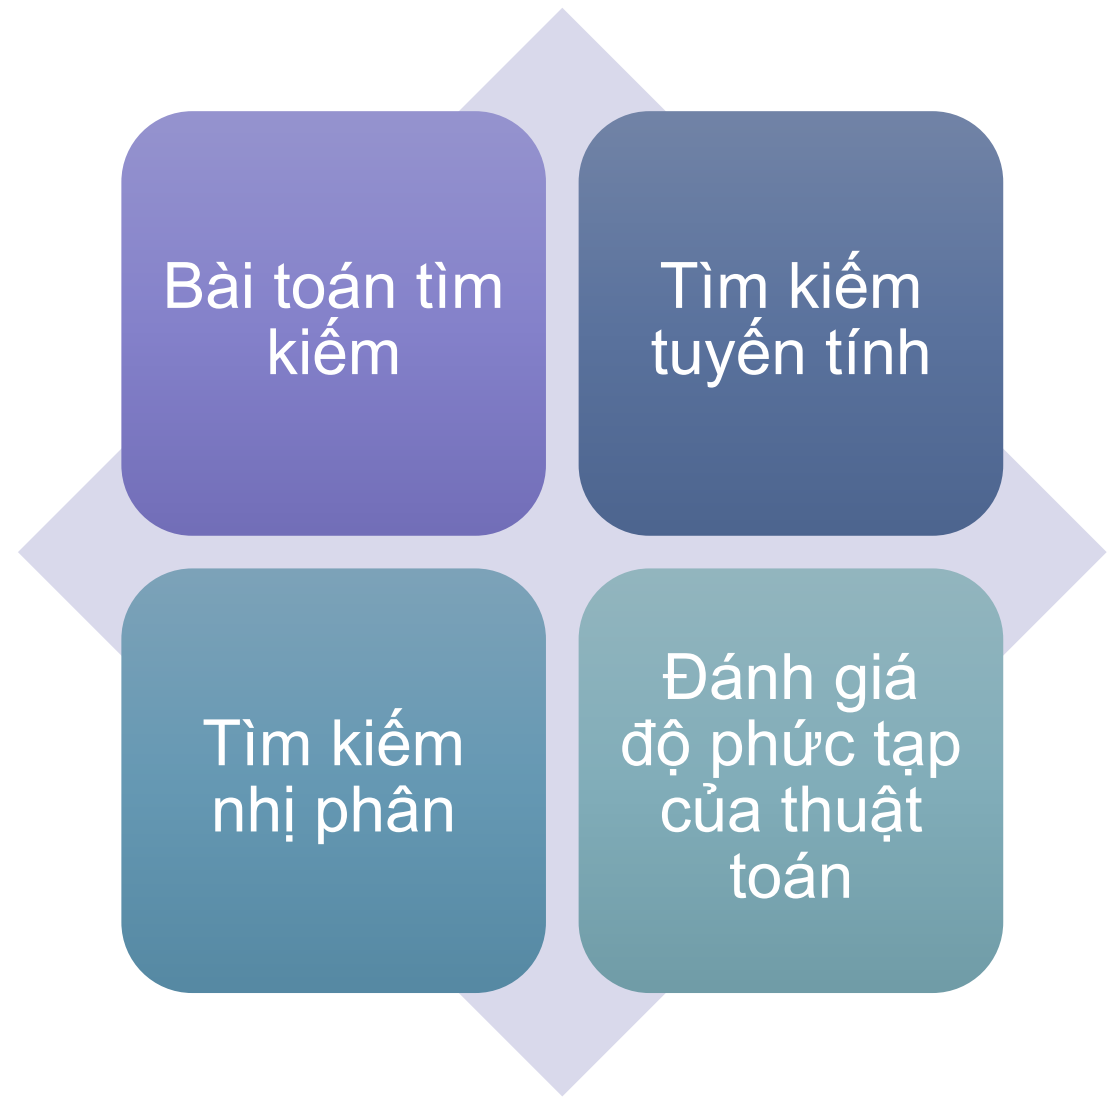 Bài toán tìm
kiếm
Tìm kiếm
tuyến tính
Tìm kiếm
nhị phân
Đánh giá
độ phức tạp
của thuật
toán